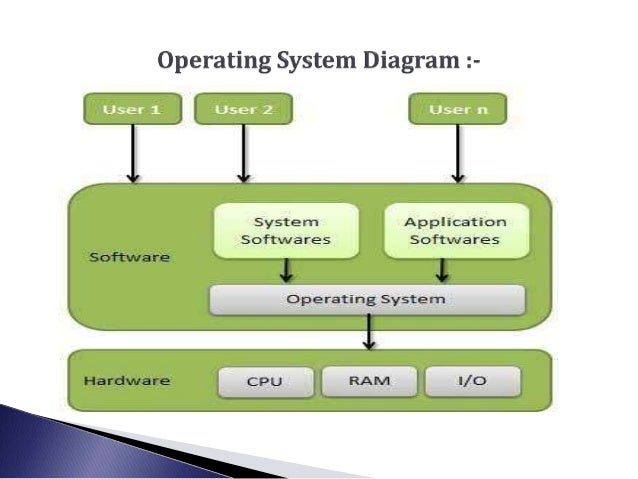 Operating System Diagram :-
User 1
User 2
User n
System
Softwares
Application
Softwares
Software
Operating System
Hardware
CPU
RAM
I/O